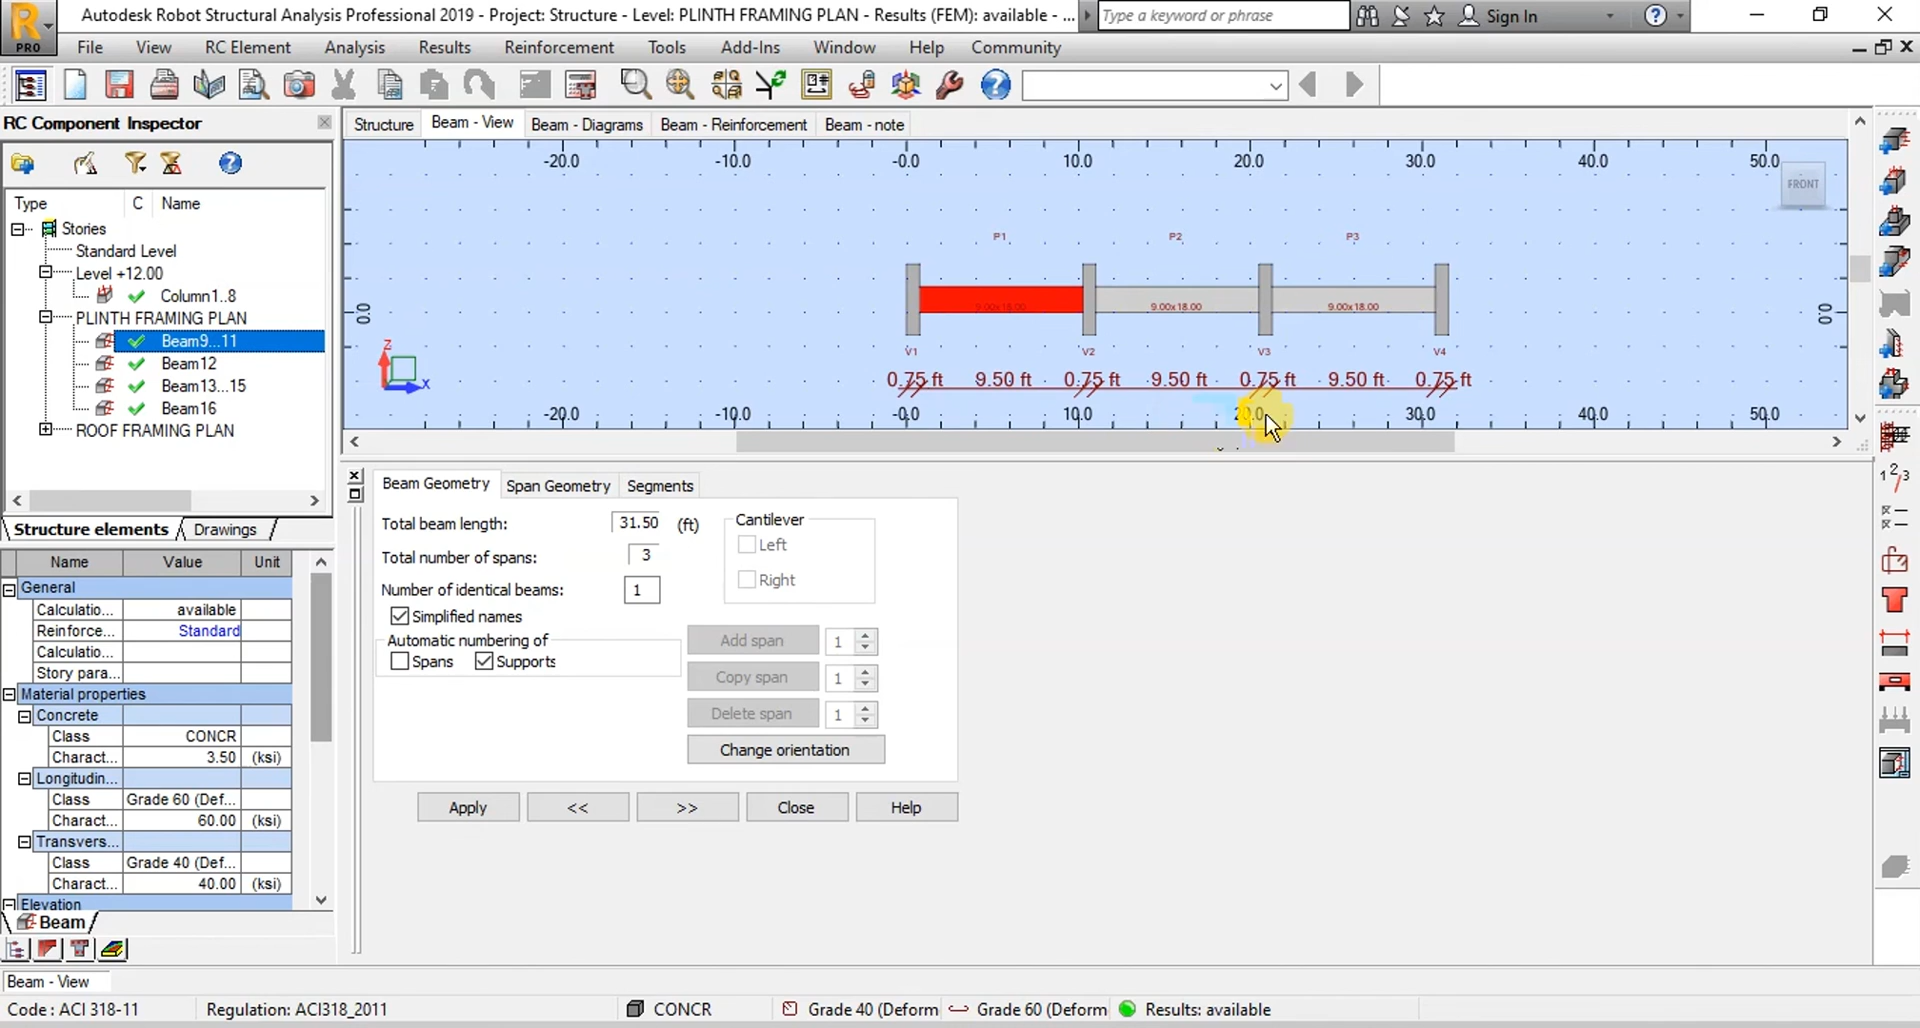 R
PRO
Autodesk Robot Structural Analysis Professional 2019 - Project: Structure - Level: PLINTH FRAMING PLAN - Results (FEM): available - ...
Type a keyword or phrase
Sign In
File View RC Element Analysis Results Reinforcement Tools Add-Ins Window Help Community
RC Component Inspector
Type C Name
Stories
Standard Level
Level +12.00
Column1..8
PLINTH FRAMING PLAN
Beam9...11
Beam12
Beam13...15
Beam16
ROOF FRAMING PLAN
Structure elements Drawings
Name Value Unit
General
Calculatio... available
Reinforce... Standard
Calculatio...
Story para...
Material properties
Concrete
Class CONCR
Charact... 3.50 (ksi)
Longitudin...
Class Grade 60 (Def...
Charact... 60.00 (ksi)
Transvers...
Class Grade 40 (Def...
Charact... 40.00 (ksi)
Elevation
Beam
Structure Beam - View Beam - Diagrams Beam - Reinforcement Beam - note
-20.0 -10.0 -0.0 10.0 20.0 30.0 40.0 50.0
FRONT
P1 P2 P3
0.0 9.00x18.00 9.00x18.00 9.00x18.00 0.0
Z
X
V1 V2 V3 V4
0.75 ft 9.50 ft 0.75 ft 9.50 ft 0.75 ft 9.50 ft 0.75 ft
-20.0 -10.0 -0.0 10.0 20.0 30.0 40.0 50.0
Beam Geometry Span Geometry Segments
Total beam length: 31.50 (ft)
Total number of spans: 3
Number of identical beams: 1
Simplified names
Automatic numbering of
Spans Supports
Cantilever
Left
Right
Add span 1
Copy span 1
Delete span 1
Change orientation
Apply << >> Close Help
Beam - View
Code : ACI 318-11 Regulation: ACI318_2011 CONCR Grade 40 (Deform Grade 60 (Deform Results: available